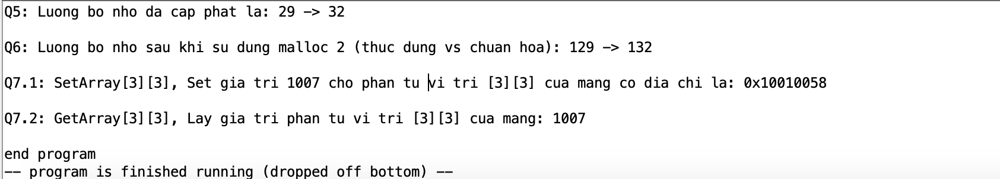 Q5: Luong bo nho da cap phat la: 29 -> 32
Q6: Luong bo nho sau khi su dung malloc 2 (thuc dung vs chuan hoa): 129 -> 132
Q7.1: SetArray[3][3], Set gia tri 1007 cho phan tu vi tri [3][3] cua mang co dia chi la: 0x10010058
Q7.2: GetArray[3][3], Lay gia tri phan tu vi tri [3][3] cua mang: 1007
end program
-- program is finished running (dropped off bottom) --